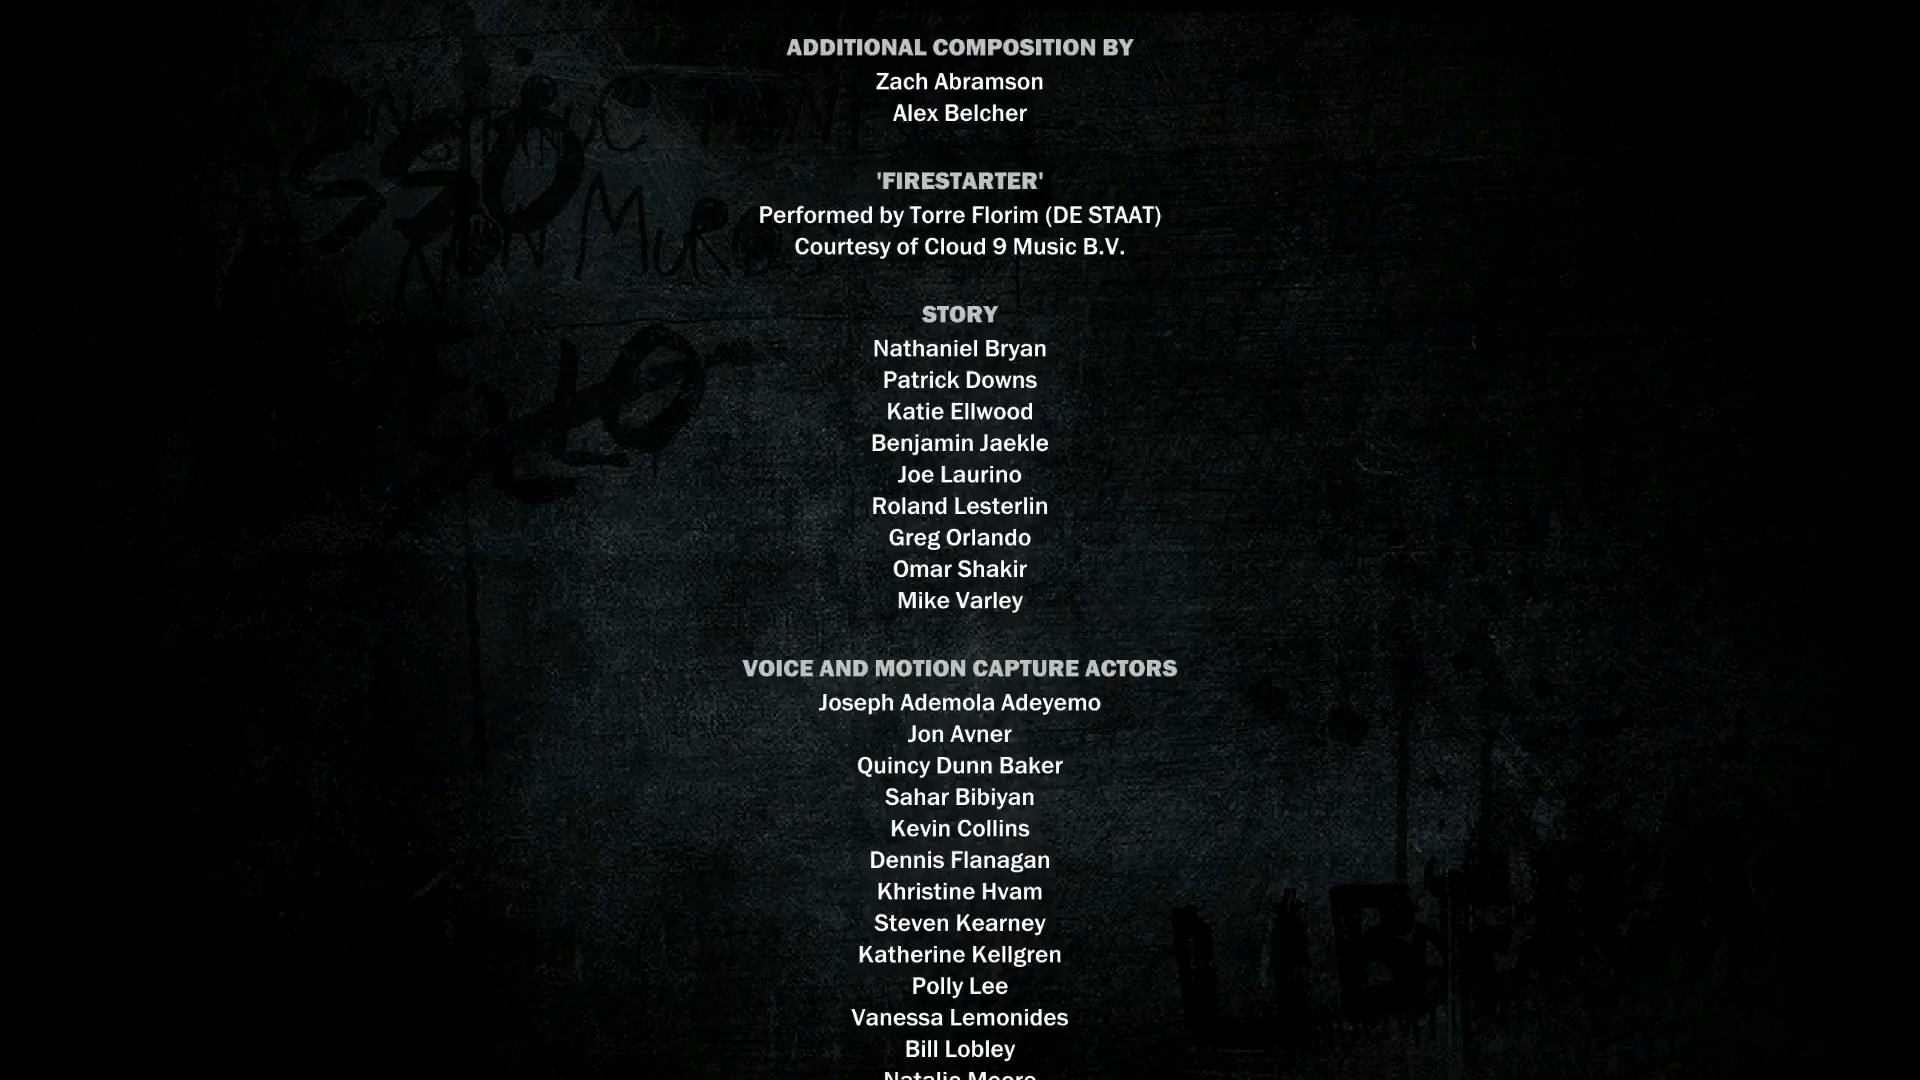 ADDITIONAL COMPOSITION BY
Zach Abramson
Alex Belcher
'FIRESTARTER'
Performed by Torre Florim (DE STAAT)
Courtesy of Cloud 9 Music B.V.
STORY
Nathaniel Bryan
Patrick Downs
Katie Ellwood
Benjamin Jaekle
Joe Laurino
Roland Lesterlin
Greg Orlando
Omar Shakir
Mike Varley
VOICE AND MOTION CAPTURE ACTORS
Joseph Ademola Adeyemo
Jon Avner
Quincy Dunn Baker
Sahar Bibiyan
Kevin Collins
Dennis Flanagan
Khristine Hvam
Steven Kearney
Katherine Kellgren
Polly Lee
Vanessa Lemonides
Bill Lobley
Natalie Moore